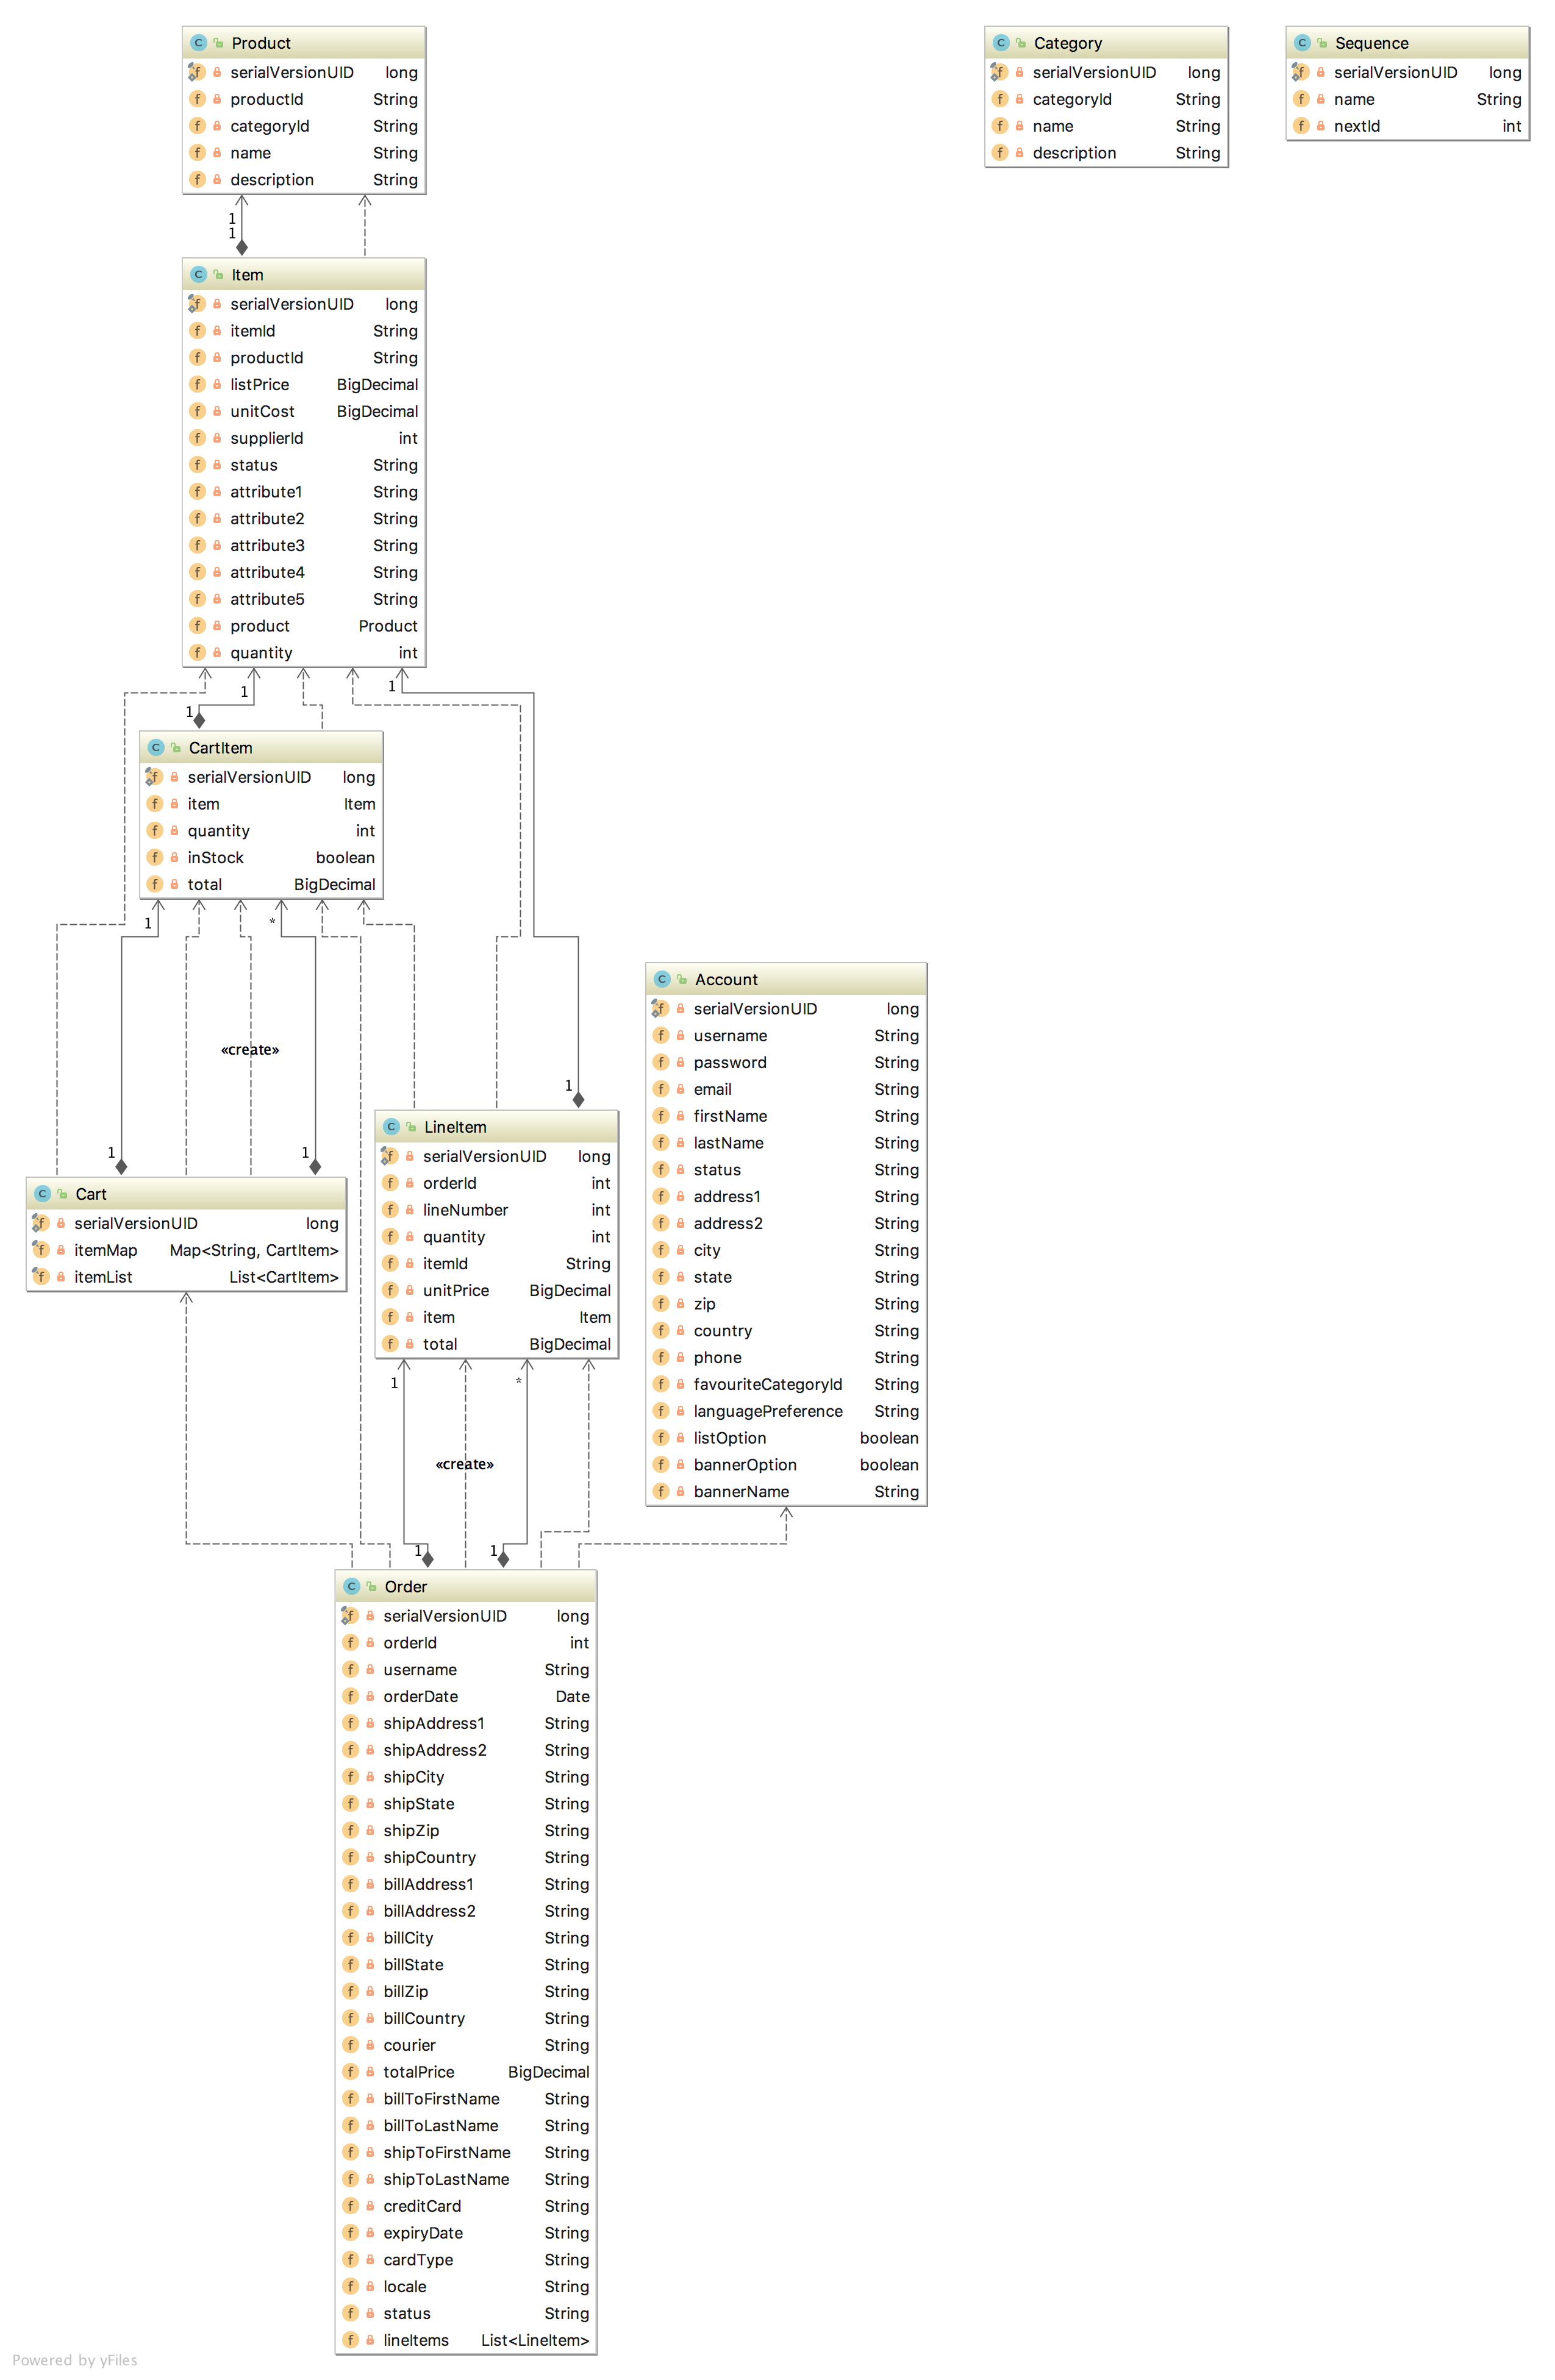 Product
serialVersionUID long
productId String
categoryId String
name String
description String
Category
serialVersionUID long
categoryId String
name String
description String
Sequence
serialVersionUID long
name String
nextId int
1
1
Item
serialVersionUID long
itemId String
productId String
listPrice BigDecimal
unitCost BigDecimal
supplierId int
status String
attribute1 String
attribute2 String
attribute3 String
attribute4 String
attribute5 String
product Product
quantity int
1
1
1
CartItem
serialVersionUID long
item Item
quantity int
inStock boolean
total BigDecimal
1
*
«create»
1
1
1
Cart
serialVersionUID long
itemMap Map<String, CartItem>
itemList List<CartItem>
LineItem
serialVersionUID long
orderId int
lineNumber int
quantity int
itemId String
unitPrice BigDecimal
item Item
total BigDecimal
Account
serialVersionUID long
username String
password String
email String
firstName String
lastName String
status String
address1 String
address2 String
city String
state String
zip String
country String
phone String
favouriteCategoryId String
languagePreference String
listOption boolean
bannerOption boolean
bannerName String
1
*
«create»
1
1
Order
serialVersionUID long
orderId int
username String
orderDate Date
shipAddress1 String
shipAddress2 String
shipCity String
shipState String
shipZip String
shipCountry String
billAddress1 String
billAddress2 String
billCity String
billState String
billZip String
billCountry String
courier String
totalPrice BigDecimal
billToFirstName String
billToLastName String
shipToFirstName String
shipToLastName String
creditCard String
expiryDate String
cardType String
locale String
status String
lineItems List<LineItem>
Powered by yFiles